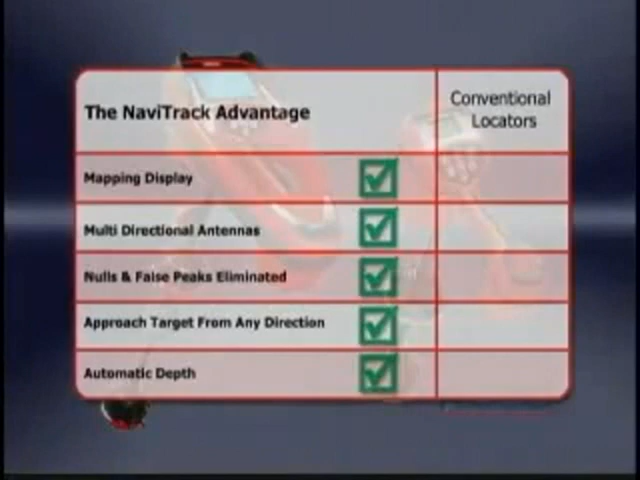 The NaviTrack Advantage
Conventional
Locators
Mapping Display
Multi Directional Antennas
Nulls & False Peaks Eliminated
Approach Target From Any Direction
Automatic Depth